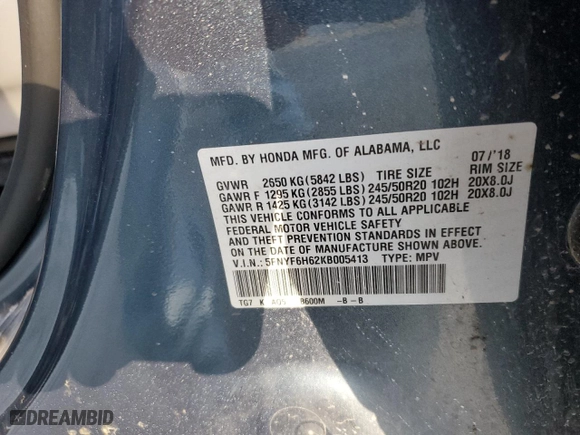 MFD. BY HONDA MFG. OF ALABAMA, LLC 07/'18
GVWR 2650 KG (5842 LBS) TIRE SIZE RIM SIZE
GAWR F 1295 KG (2855 LBS) 245/50R20 102H 20X8.0J
GAWR R 1425 KG (3142 LBS) 245/50R20 102H 20X8.0J
THIS VEHICLE CONFORMS TO ALL APPLICABLE
FEDERAL MOTOR VEHICLE SAFETY
AND THEFT PREVENTION STANDARDS IN EFFECT
ON THE DATE OF MANUFACTURE SHOWN ABOVE.
V.I.N.: 5FNYF6H62KB005413 TYPE: MPV
TG7 B600M -B-B
DREAMBID